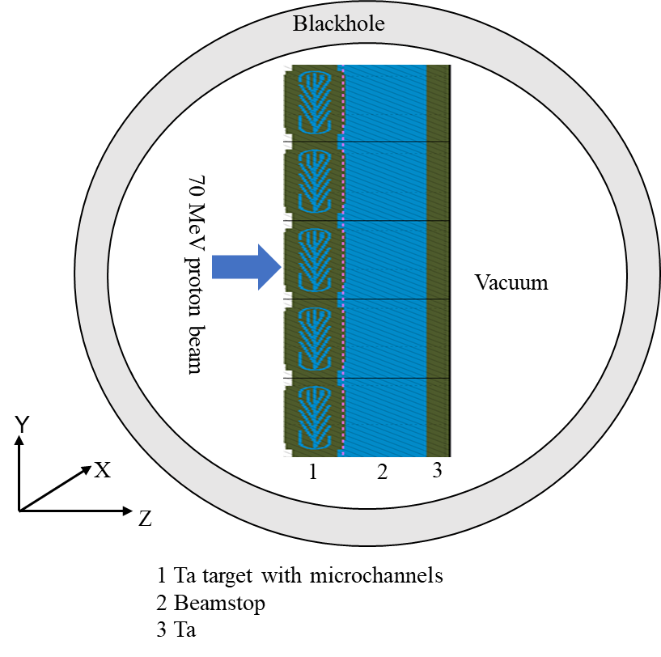 Blackhole
70 MeV proton beam
Vacuum
Y
X
Z
1 2 3
1 Ta target with microchannels
2 Beamstop
3 Ta